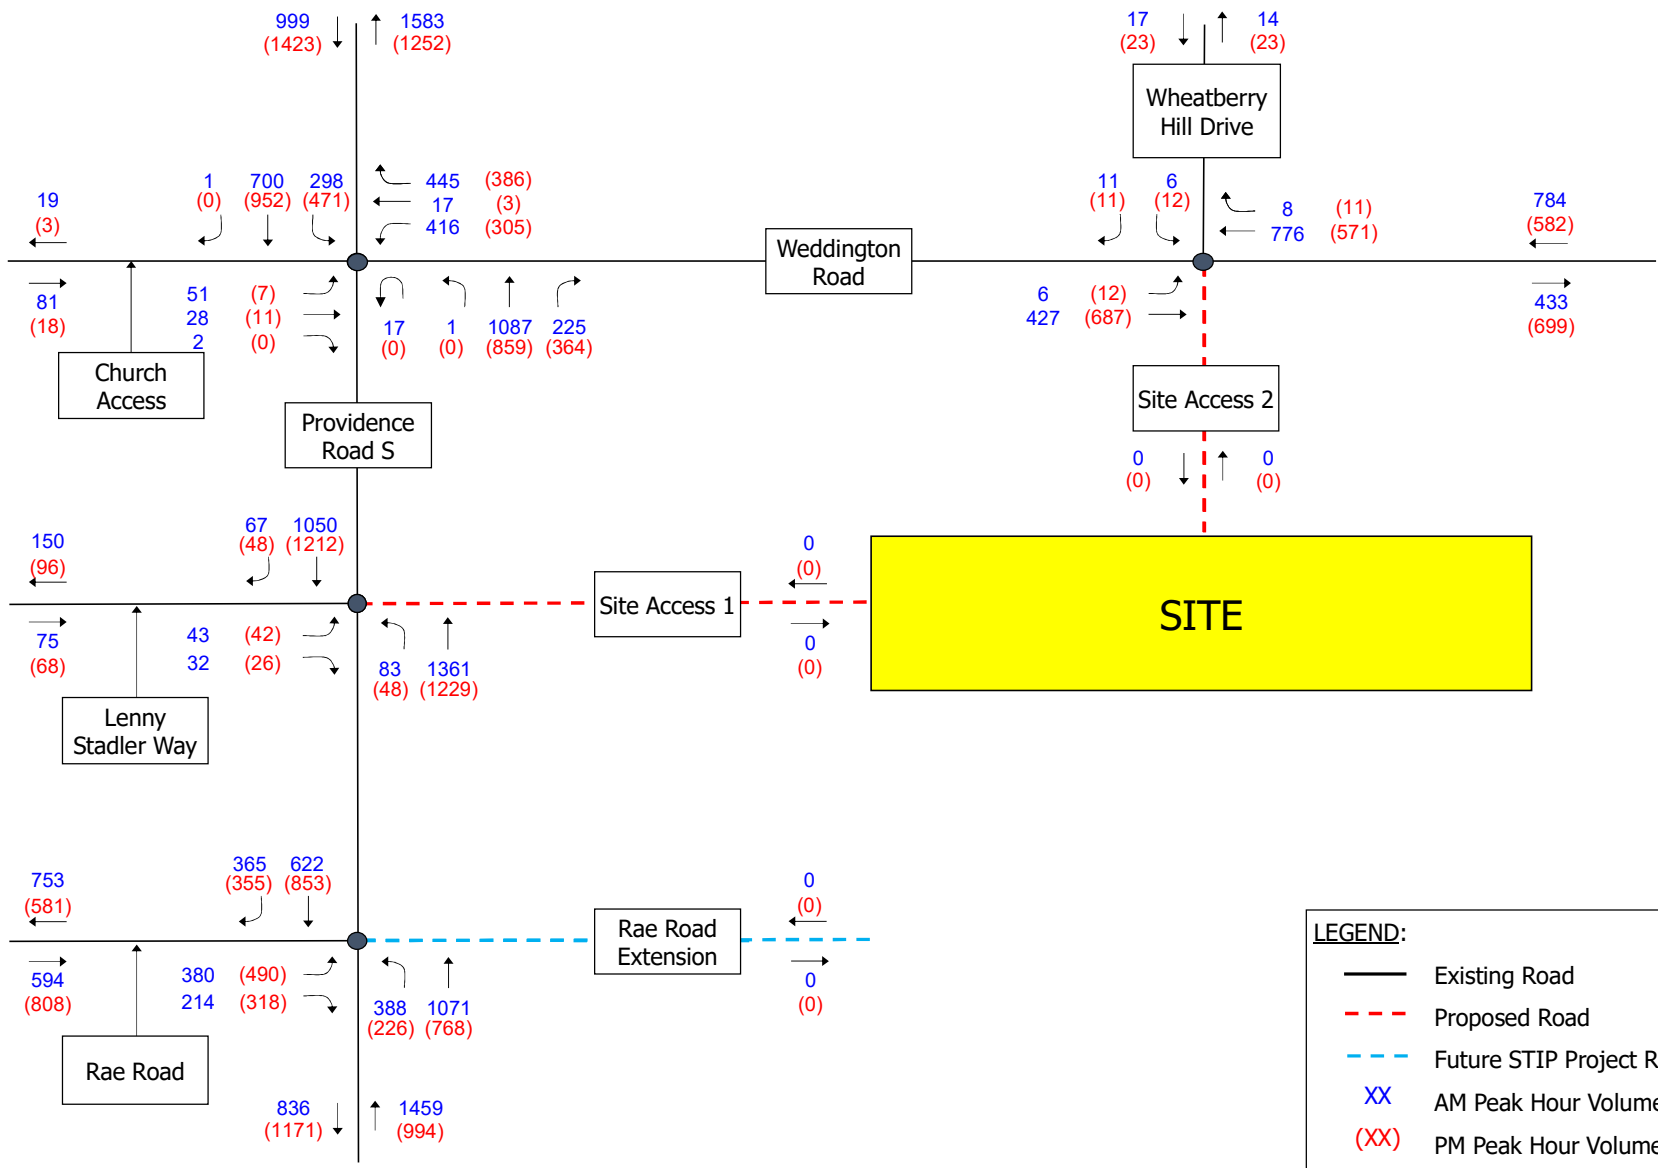 999 1583 17 14
(1423) (1252) (23) (23)
Wheatberry
Hill Drive
1 700 298 445 (386)
(0) (952) (471) 17 (3)
416 (305)
19
(3)
11 6 8 (11)
(11) (12) 776 (571)
784
(582)
Weddington
Road
81
(18)
51 (7)
28 (11)
2 (0)
17 1 1087 225
(0) (0) (859) (364)
6 (12)
427 (687)
433
(699)
Church
Access
Providence
Road S
Site Access 2
0 0
(0) (0)
67 1050
(48) (1212)
150
(96)
0
(0)
Site Access 1
SITE
75
(68)
43 (42)
32 (26)
83 1361
(48) (1229)
0
(0)
Lenny
Stadler Way
365 622
(355) (853)
753
(581)
0
(0)
Rae Road
Extension
594
(808)
380 (490)
214 (318)
388 1071
(226) (768)
0
(0)
Rae Road
836 1459
(1171) (994)
LEGEND:
Existing Road
Proposed Road
Future STIP Project R
XX AM Peak Hour Volume
(XX) PM Peak Hour Volume